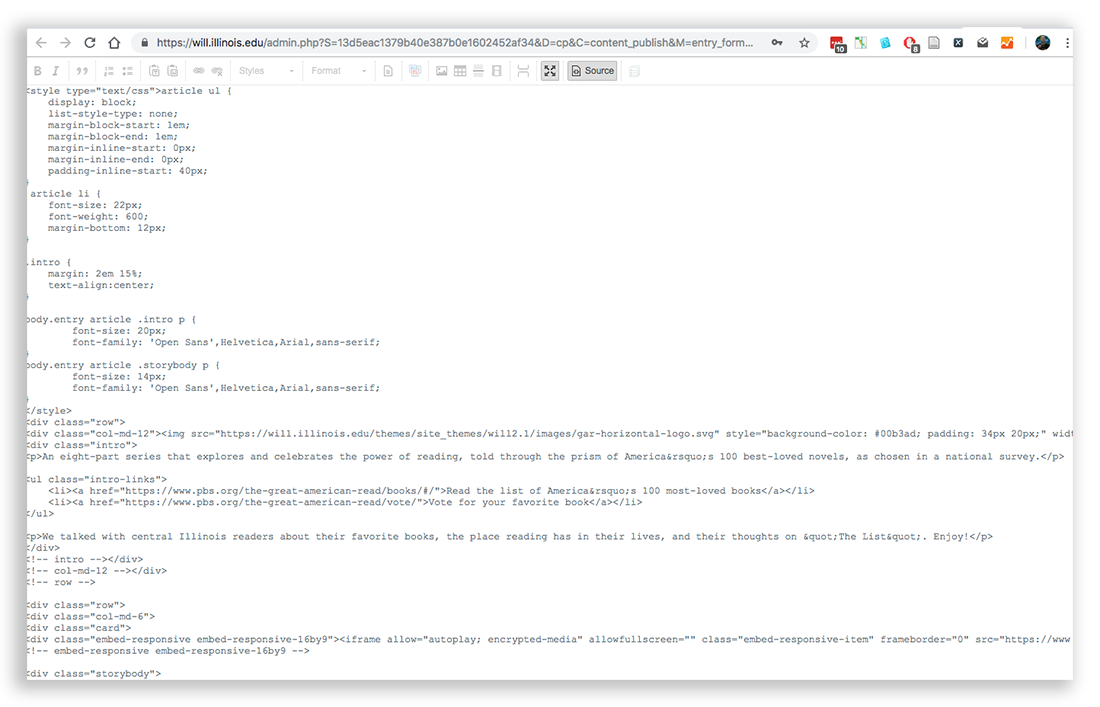 https://will.illinois.edu/admin.php?S=13d5eac1379b40e387b0e1602452af34&D=cp&C=content_publish&M=entry_form...
10
8
B I Styles Format Source
<style type="text/css">article ul {
display: block;
list-style-type: none;
margin-block-start: 1em;
margin-block-end: 1em;
margin-inline-start: 0px;
margin-inline-end: 0px;
padding-inline-start: 40px;
}
article li {
font-size: 22px;
font-weight: 600;
margin-bottom: 12px;
}
.intro {
margin: 2em 15%;
text-align:center;
}
body.entry article .intro p {
font-size: 20px;
font-family: 'Open Sans',Helvetica,Arial,sans-serif;
}
body.entry article .storybody p {
font-size: 14px;
font-family: 'Open Sans',Helvetica,Arial,sans-serif;
}
</style>
<div class="row">
<div class="col-md-12"><img src="https://will.illinois.edu/themes/site_themes/will2.1/images/gar-horizontal-logo.svg" style="background-color: #00b3ad; padding: 34px 20px;" widt
<div class="intro">
<p>An eight-part series that explores and celebrates the power of reading, told through the prism of America&rsquo;s 100 best-loved novels, as chosen in a national survey.</p>
<ul class="intro-links">
<li><a href="https://www.pbs.org/the-great-american-read/books/#/">Read the list of America&rsquo;s 100 most-loved books</a></li>
<li><a href="https://www.pbs.org/the-great-american-read/vote/">Vote for your favorite book</a></li>
</ul>
<p>We talked with central Illinois readers about their favorite books, the place reading has in their lives, and their thoughts on &quot;The List&quot;. Enjoy!</p>
</div>
<!-- intro --></div>
<!-- col-md-12 --></div>
<!-- row -->
<div class="row">
<div class="col-md-6">
<div class="card">
<div class="embed-responsive embed-responsive-16by9"><iframe allow="autoplay; encrypted-media" allowfullscreen="" class="embed-responsive-item" frameborder="0" src="https://www
<!-- embed-responsive embed-responsive-16by9 -->
<div class="storybody">